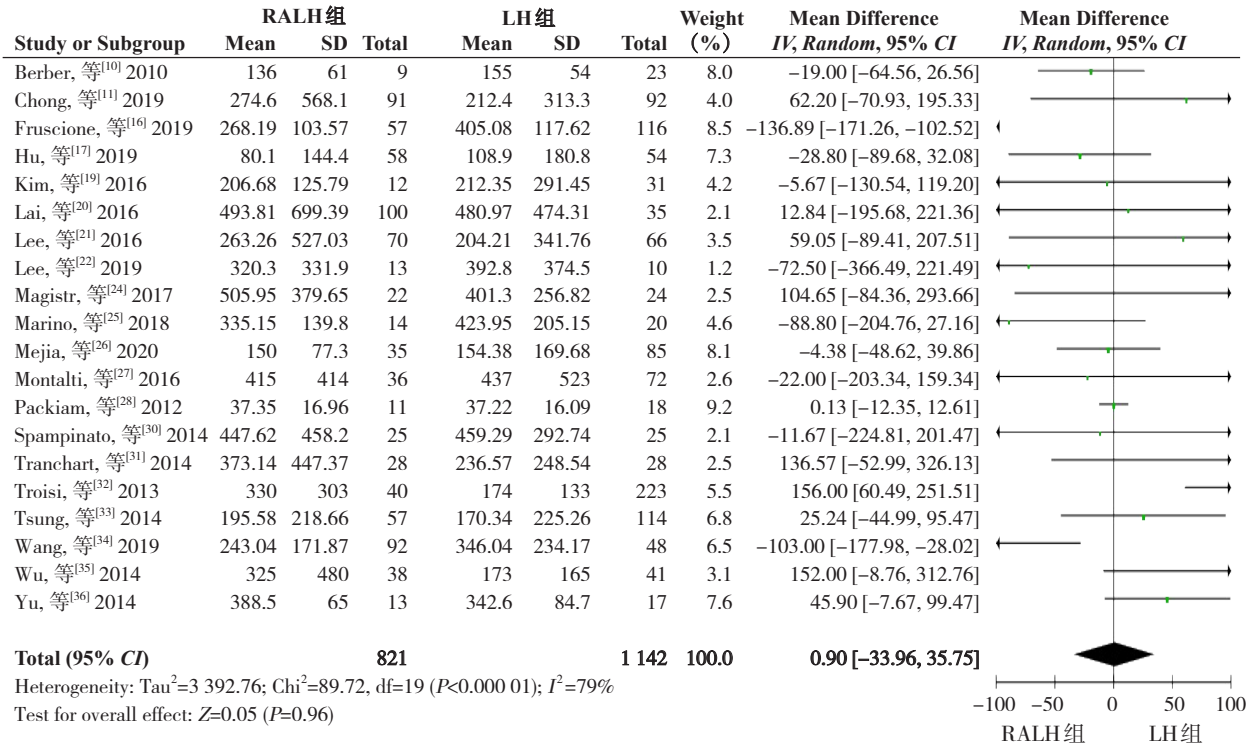 RALH组 LH组 Weight Mean Difference Mean Difference
Study or Subgroup Mean SD Total Mean SD Total （%） IV, Random, 95% CI IV, Random, 95% CI
Berber, 等[10] 2010 136 61 9 155 54 23 8.0 −19.00 [−64.56, 26.56]
Chong, 等[11] 2019 274.6 568.1 91 212.4 313.3 92 4.0 62.20 [−70.93, 195.33]
Fruscione, 等[16] 2019 268.19 103.57 57 405.08 117.62 116 8.5 −136.89 [−171.26, −102.52]
Hu, 等[17] 2019 80.1 144.4 58 108.9 180.8 54 7.3 −28.80 [−89.68, 32.08]
Kim, 等[19] 2016 206.68 125.79 12 212.35 291.45 31 4.2 −5.67 [−130.54, 119.20]
Lai, 等[20] 2016 493.81 699.39 100 480.97 474.31 35 2.1 12.84 [−195.68, 221.36]
Lee, 等[21] 2016 263.26 527.03 70 204.21 341.76 66 3.5 59.05 [−89.41, 207.51]
Lee, 等[22] 2019 320.3 331.9 13 392.8 374.5 10 1.2 −72.50 [−366.49, 221.49]
Magistr, 等[24] 2017 505.95 379.65 22 401.3 256.82 24 2.5 104.65 [−84.36, 293.66]
Marino, 等[25] 2018 335.15 139.8 14 423.95 205.15 20 4.6 −88.80 [−204.76, 27.16]
Mejia, 等[26] 2020 150 77.3 35 154.38 169.68 85 8.1 −4.38 [−48.62, 39.86]
Montalti, 等[27] 2016 415 414 36 437 523 72 2.6 −22.00 [−203.34, 159.34]
Packiam, 等[28] 2012 37.35 16.96 11 37.22 16.09 18 9.2 0.13 [−12.35, 12.61]
Spampinato, 等[30] 2014 447.62 458.2 25 459.29 292.74 25 2.1 −11.67 [−224.81, 201.47]
Tranchart, 等[31] 2014 373.14 447.37 28 236.57 248.54 28 2.5 136.57 [−52.99, 326.13]
Troisi, 等[32] 2013 330 303 40 174 133 223 5.5 156.00 [60.49, 251.51]
Tsung, 等[33] 2014 195.58 218.66 57 170.34 225.26 114 6.8 25.24 [−44.99, 95.47]
Wang, 等[34] 2019 243.04 171.87 92 346.04 234.17 48 6.5 −103.00 [−177.98, −28.02]
Wu, 等[35] 2014 325 480 38 173 165 41 3.1 152.00 [−8.76, 312.76]
Yu, 等[36] 2014 388.5 65 13 342.6 84.7 17 7.6 45.90 [−7.67, 99.47]
Total (95% CI) 821 1 142 100.0 0.90 [−33.96, 35.75]
Heterogeneity: Tau²=3 392.76; Chi²=89.72, df=19 (P<0.000 01); I²=79%
Test for overall effect: Z=0.05 (P=0.96)
−100 −50 0 50 100
RALH组 LH组